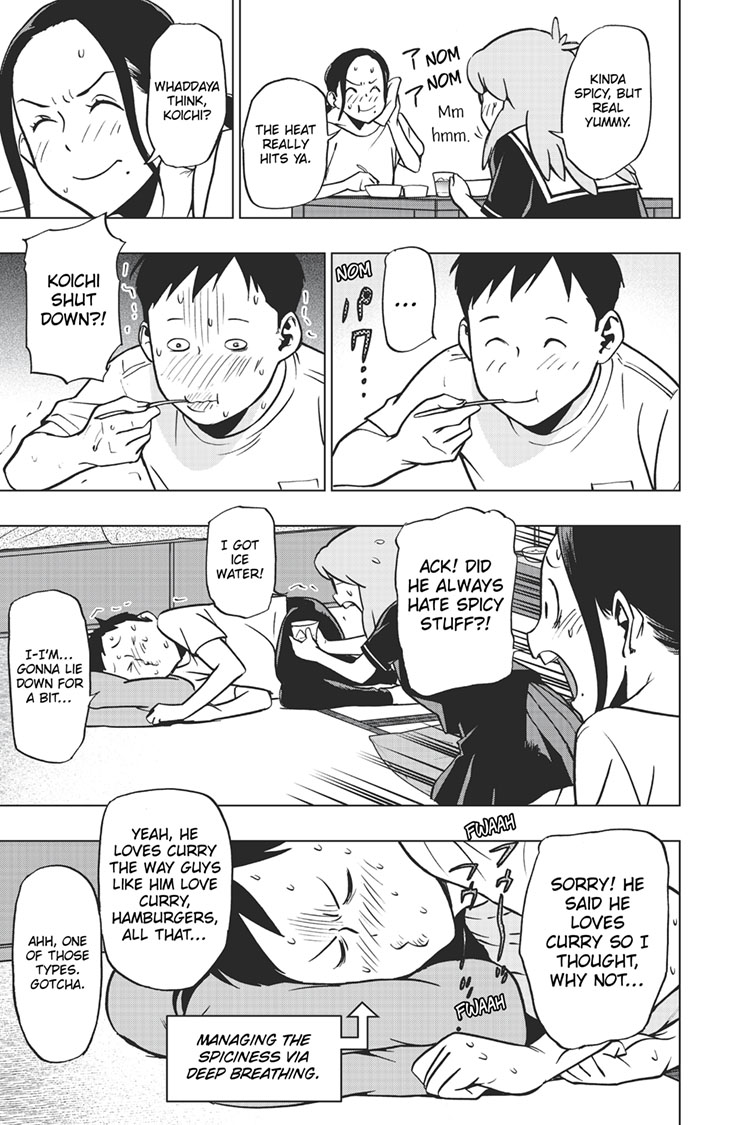 KINDA
SPICY, BUT
REAL
YUMMY.
NOM
NOM
Mm
hmm.
THE HEAT
REALLY
HITS YA.
WHADDAYA
THINK,
KOICHI?
...
NOM
パク...
KOICHI
SHUT
DOWN?!
ACK! DID
HE ALWAYS
HATE SPICY
STUFF?!
I GOT
ICE
WATER!
I-I'M...
GONNA LIE
DOWN FOR
A BIT...
SORRY! HE
SAID HE
LOVES
CURRY SO I
THOUGHT,
WHY NOT...
FWAAH
FWAAH
YEAH, HE
LOVES CURRY
THE WAY GUYS
LIKE HIM LOVE
CURRY,
HAMBURGERS,
ALL THAT...
MANAGING THE
SPICINESS VIA
DEEP BREATHING.
AHH, ONE
OF THOSE
TYPES.
GOTCHA.